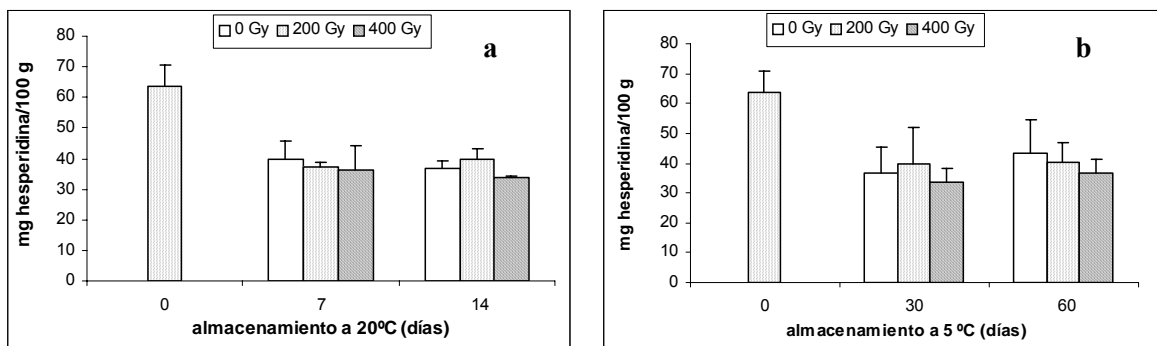 0 Gy 200 Gy 400 Gy
a
mg hesperidina/100 g
80
70
60
50
40
30
20
10
0
0 7 14
almacenamiento a 20ºC (días)
0 Gy 200 Gy 400 Gy
b
mg hesperidina/100 g
80
70
60
50
40
30
20
10
0
0 30 60
almacenamiento a 5 ºC (días)